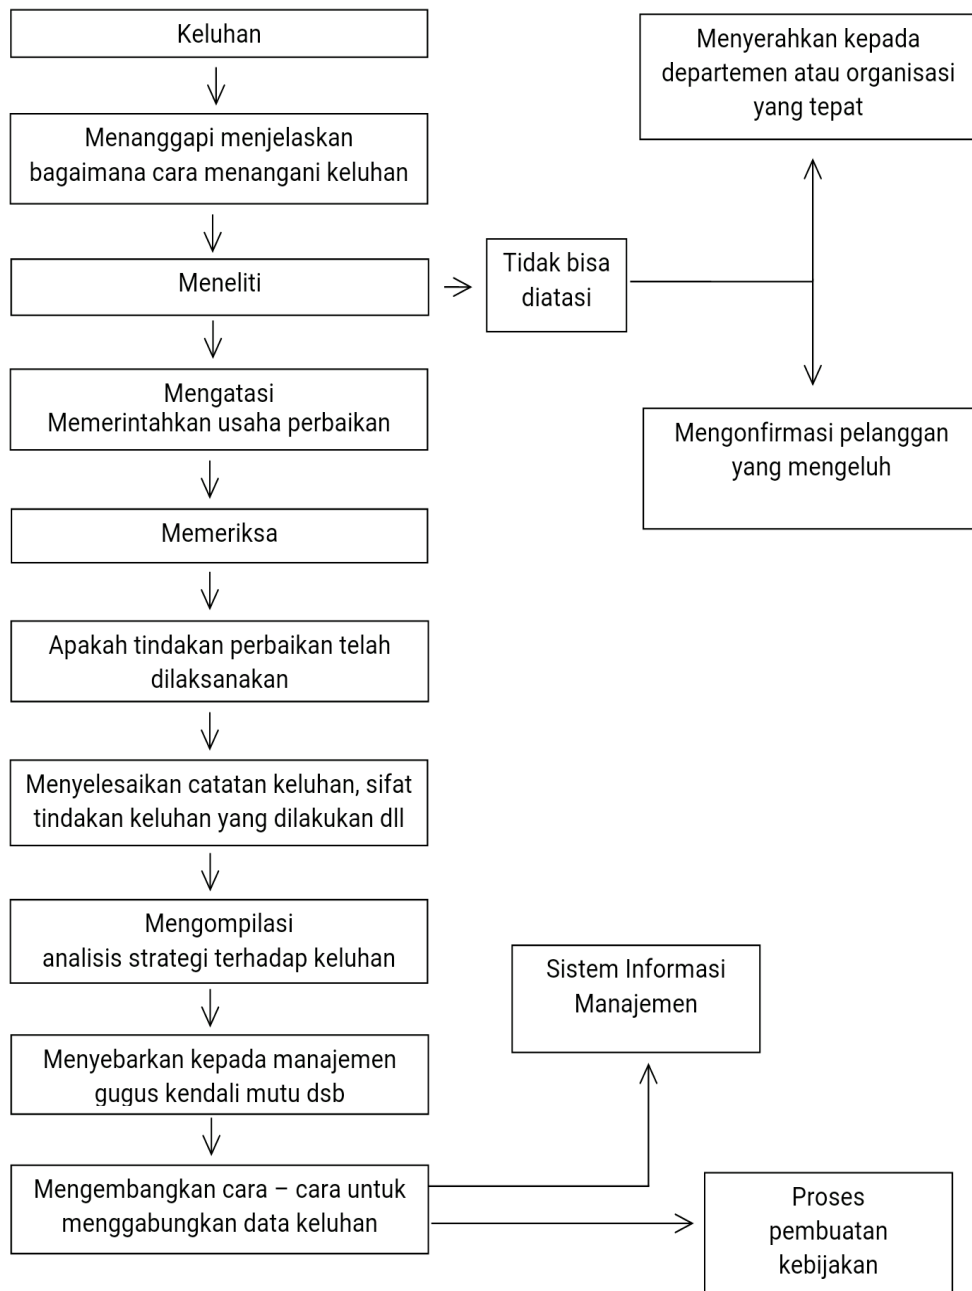 Keluhan
Menanggapi menjelaskan
bagaimana cara menangani keluhan
Meneliti
Tidak bisa
diatasi
Menyerahkan kepada
departemen atau organisasi
yang tepat
Mengonfirmasi pelanggan
yang mengeluh
Mengatasi
Memerintahkan usaha perbaikan
Memeriksa
Apakah tindakan perbaikan telah
dilaksanakan
Menyelesaikan catatan keluhan, sifat
tindakan keluhan yang dilakukan dll
Mengompilasi
analisis strategi terhadap keluhan
Menyebarkan kepada manajemen
gugus kendali mutu dsb
Mengembangkan cara – cara untuk
menggabungkan data keluhan
Sistem Informasi
Manajemen
Proses
pembuatan
kebijakan